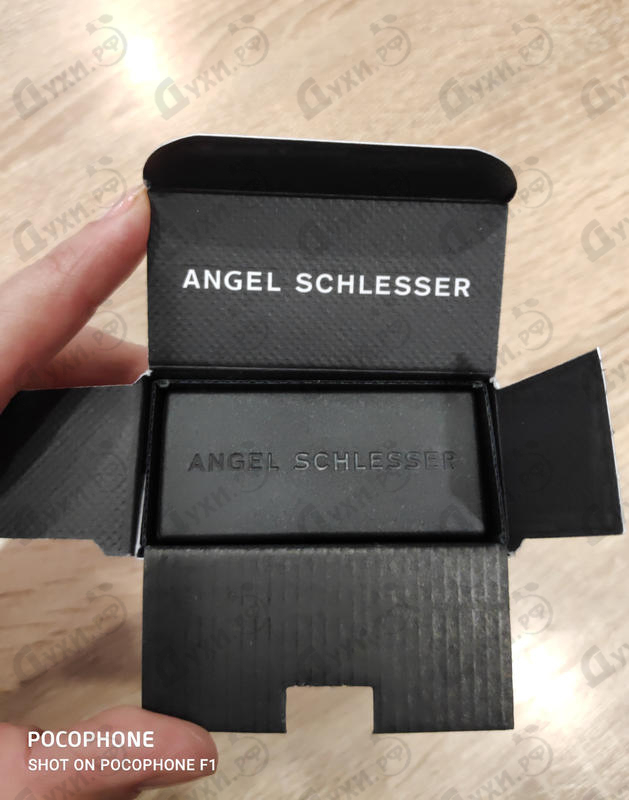 ANGEL SCHLESSER
ANGEL SCHLESSER
POCOPHONE
SHOT ON POCOPHONE F1
Духи.рф